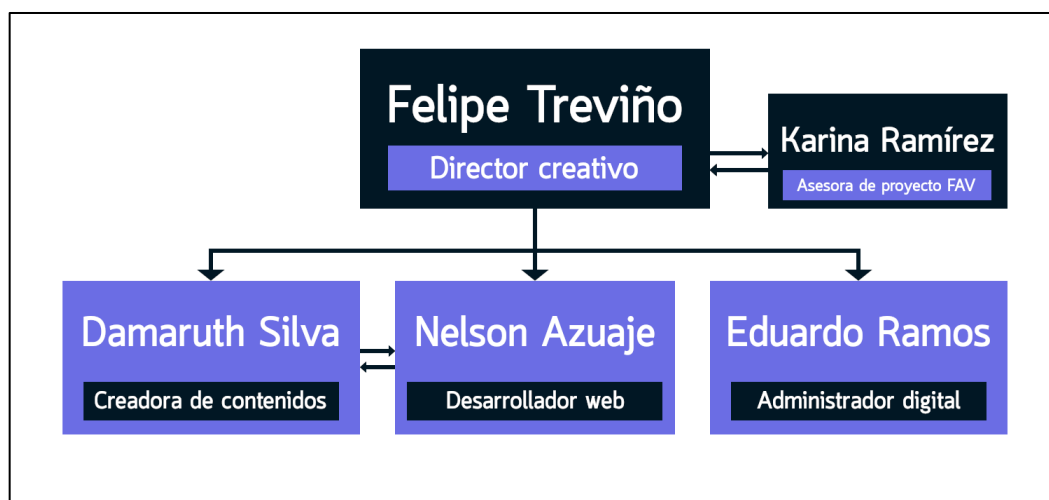 Felipe Treviño
Director creativo
Karina Ramírez
Asesora de proyecto FAV
Damaruth Silva
Creadora de contenidos
Nelson Azuaje
Desarrollador web
Eduardo Ramos
Administrador digital